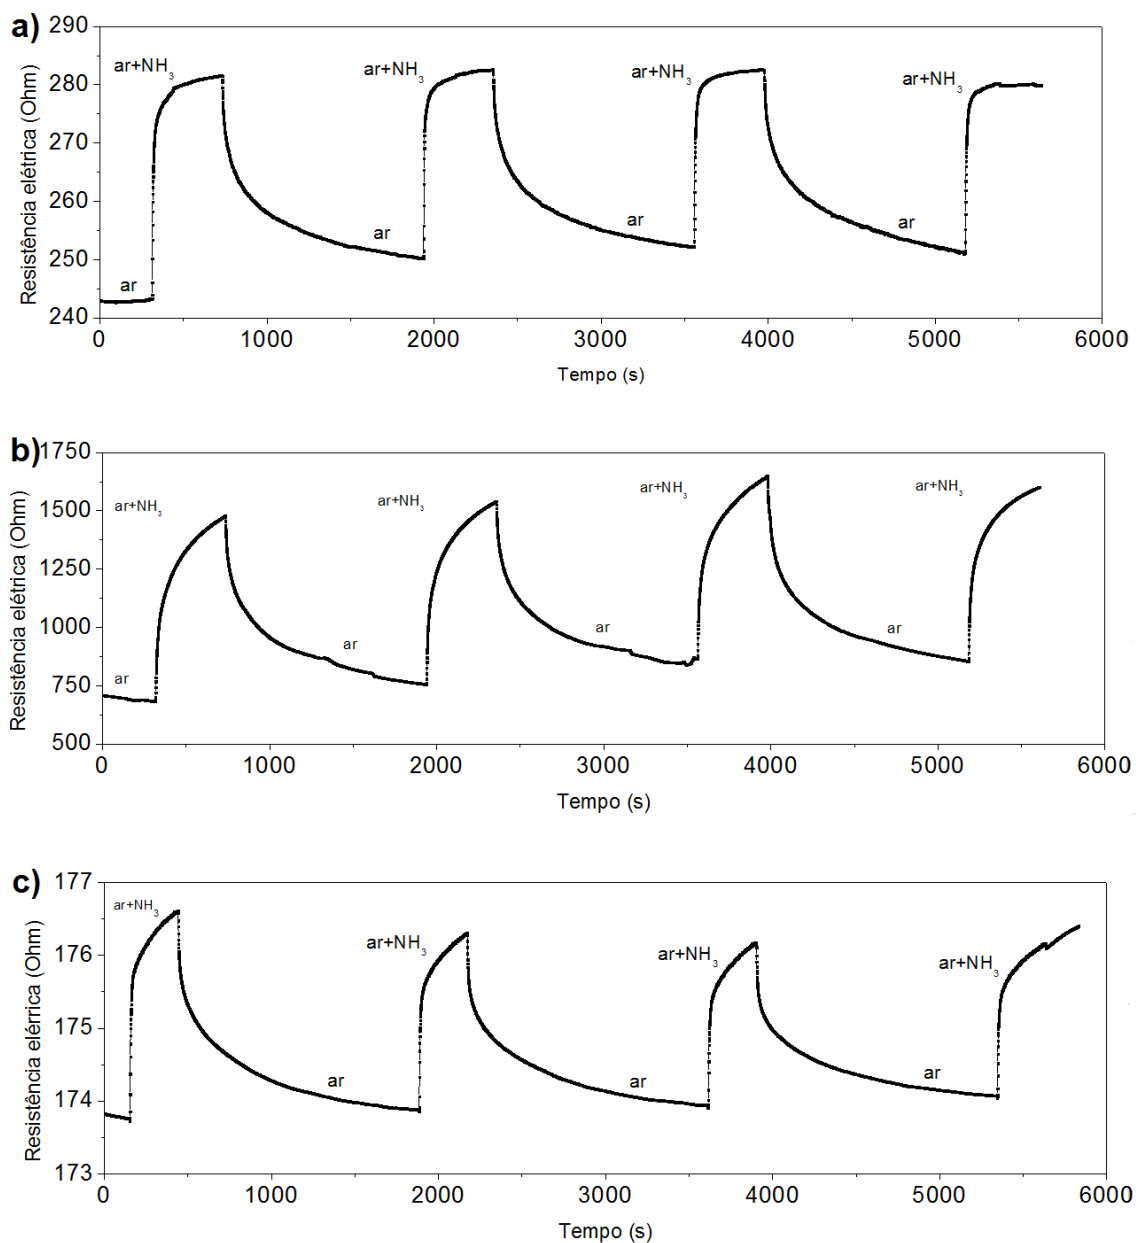 a)
290
280
270
260
250
240
Resistência elétrica (Ohm)
ar+NH3
ar+NH3
ar+NH3
ar+NH3
ar
ar
ar
ar
0
1000
2000
3000
4000
5000
6000
Tempo (s)
b)
1750
1500
1250
1000
750
500
Resistência elétrica (Ohm)
ar+NH3
ar+NH3
ar+NH3
ar+NH3
ar
ar
ar
ar
0
1000
2000
3000
4000
5000
6000
Tempo (s)
c)
177
176
175
174
173
Resistência elérrica (Ohm)
ar+NH3
ar+NH3
ar+NH3
ar+NH3
ar
ar
ar
0
1000
2000
3000
4000
5000
6000
Tempo (s)